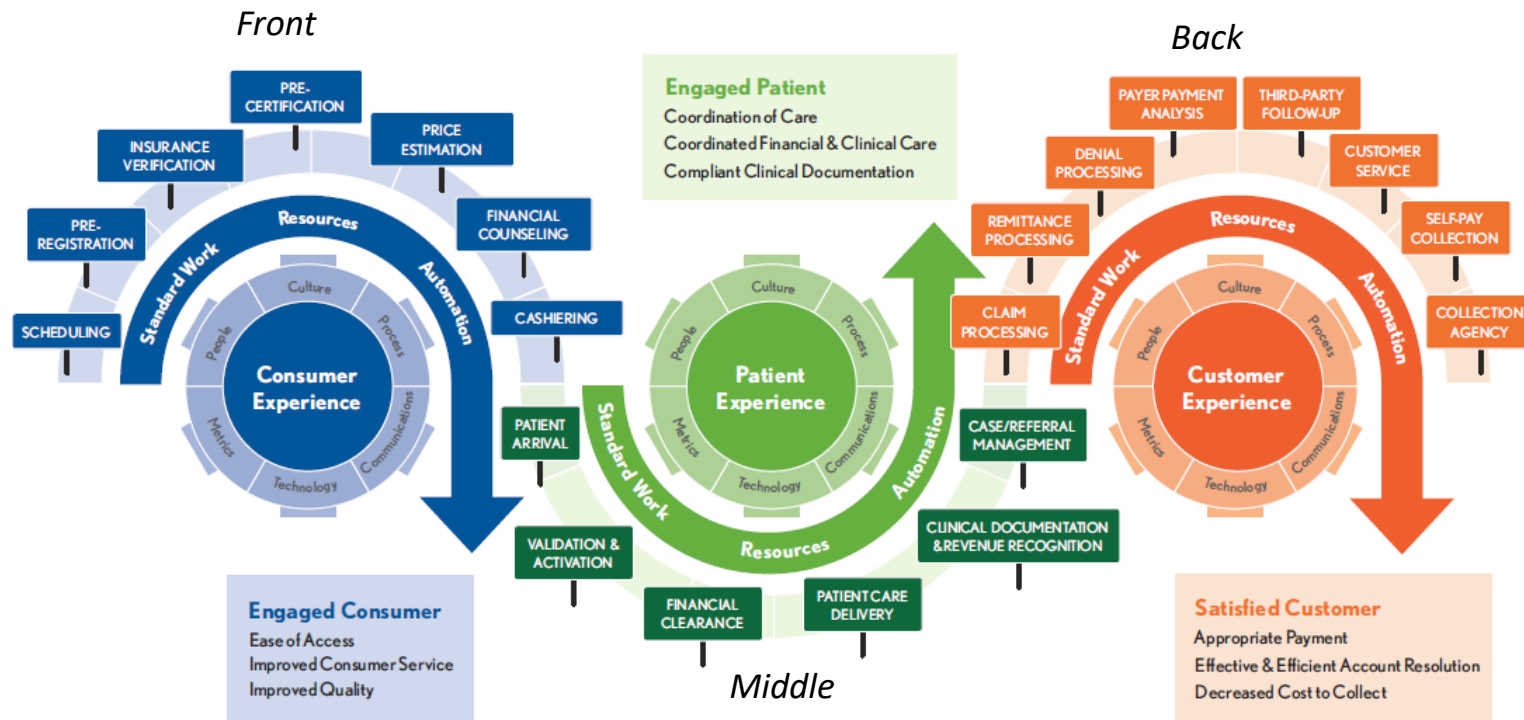 Front
SCHEDULING
PRE-
REGISTRATION
INSURANCE
VERIFICATION
PRE-
CERTIFICATION
PRICE
ESTIMATION
FINANCIAL
COUNSELING
CASHIERING
Standard Work
Resources
Automation
Culture
Process
Communications
Technology
Metrics
People
Consumer
Experience
Engaged Consumer
Ease of Access
Improved Consumer Service
Improved Quality
Engaged Patient
Coordination of Care
Coordinated Financial & Clinical Care
Compliant Clinical Documentation
Culture
Process
Communications
Technology
Metrics
People
Patient
Experience
Standard Work
Resources
Automation
PATIENT
ARRIVAL
VALIDATION &
ACTIVATION
FINANCIAL
CLEARANCE
PATIENT CARE
DELIVERY
CLINICAL DOCUMENTATION
& REVENUE RECOGNITION
CASE/REFERRAL
MANAGEMENT
Middle
Back
CLAIM
PROCESSING
REMITTANCE
PROCESSING
DENIAL
PROCESSING
PAYER PAYMENT
ANALYSIS
THIRD-PARTY
FOLLOW-UP
CUSTOMER
SERVICE
SELF-PAY
COLLECTION
COLLECTION
AGENCY
Standard Work
Resources
Automation
Culture
Process
Communications
Technology
Metrics
People
Customer
Experience
Satisfied Customer
Appropriate Payment
Effective & Efficient Account Resolution
Decreased Cost to Collect